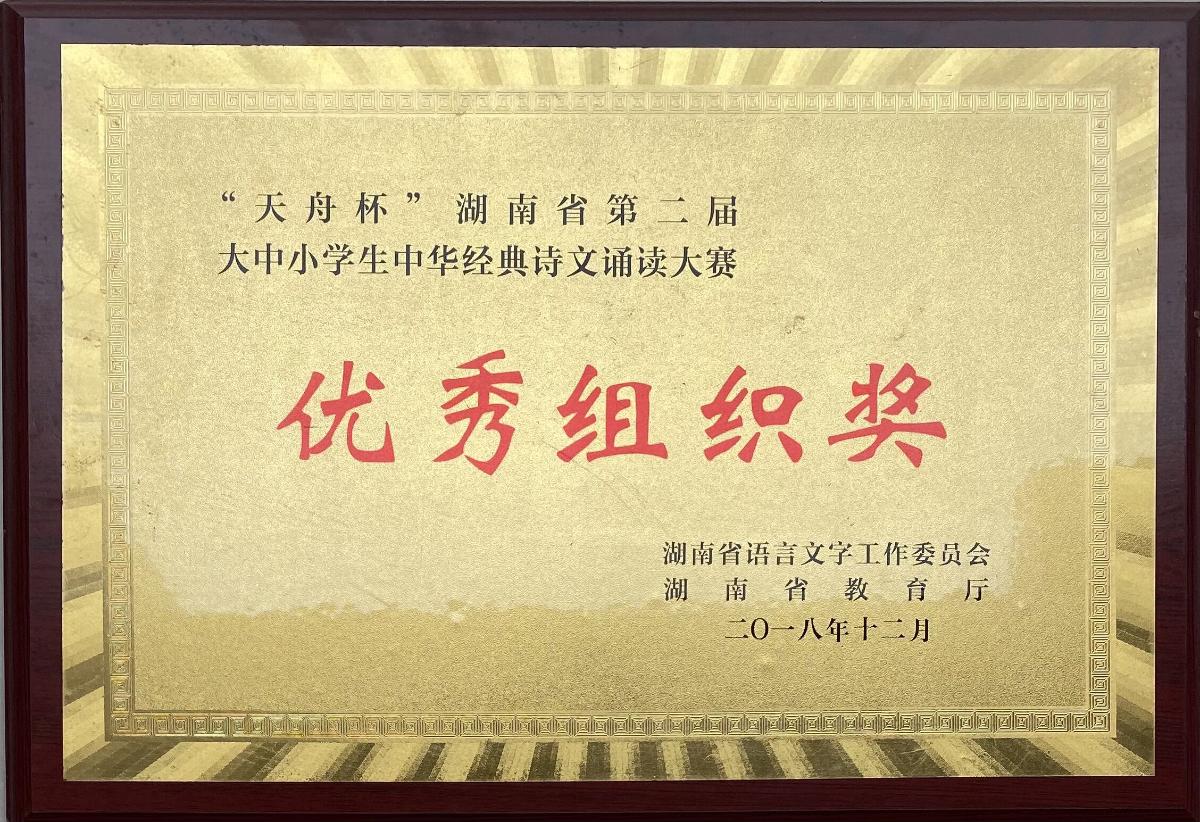 “天舟杯”湖南省第二届
大中小学生中华经典诗文诵读大赛
优秀组织奖
湖南省语言文字工作委员会
湖南省教育厅
二〇一八年十二月